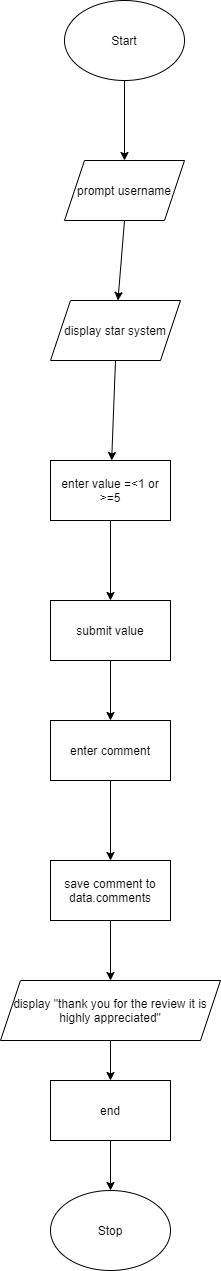 Start
prompt username
display star system
enter value =<1 or
>=5
submit value
enter comment
save comment to
data.comments
display "thank you for the review it is
highly appreciated"
end
Stop